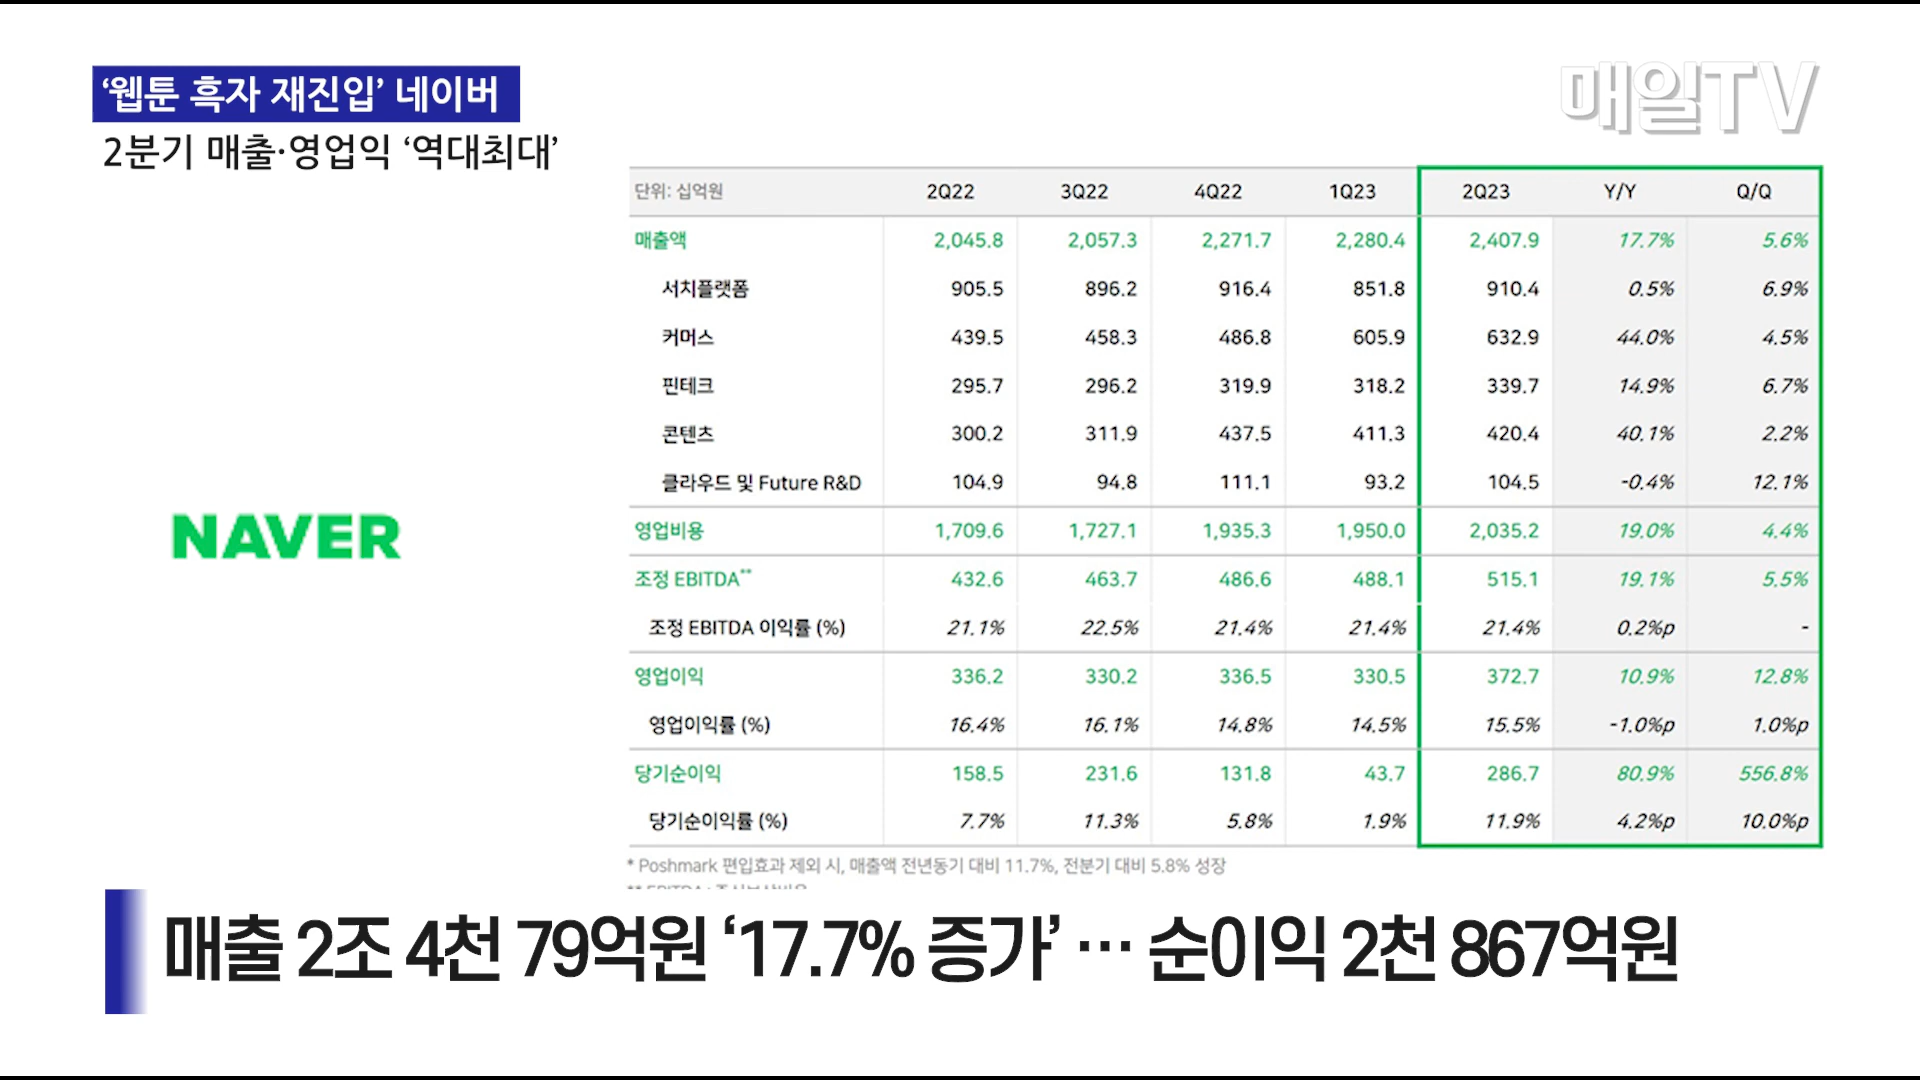 ‘웹툰 흑자 재진입’ 네이버
2분기 매출·영업익 ‘역대최대’
매일TV
단위: 십억원 2Q22 3Q22 4Q22 1Q23 2Q23 Y/Y Q/Q
매출액 2,045.8 2,057.3 2,271.7 2,280.4 2,407.9 17.7% 5.6%
서치플랫폼 905.5 896.2 916.4 851.8 910.4 0.5% 6.9%
커머스 439.5 458.3 486.8 605.9 632.9 44.0% 4.5%
핀테크 295.7 296.2 319.9 318.2 339.7 14.9% 6.7%
콘텐츠 300.2 311.9 437.5 411.3 420.4 40.1% 2.2%
클라우드 및 Future R&D 104.9 94.8 111.1 93.2 104.5 -0.4% 12.1%
영업비용 1,709.6 1,727.1 1,935.3 1,950.0 2,035.2 19.0% 4.4%
조정 EBITDA** 432.6 463.7 486.6 488.1 515.1 19.1% 5.5%
조정 EBITDA 이익률 (%) 21.1% 22.5% 21.4% 21.4% 21.4% 0.2%p -
영업이익 336.2 330.2 336.5 330.5 372.7 10.9% 12.8%
영업이익률 (%) 16.4% 16.1% 14.8% 14.5% 15.5% -1.0%p 1.0%p
당기순이익 158.5 231.6 131.8 43.7 286.7 80.9% 556.8%
당기순이익률 (%) 7.7% 11.3% 5.8% 1.9% 11.9% 4.2%p 10.0%p
* Poshmark 편입효과 제외 시, 매출액 전년동기 대비 11.7%, 전분기 대비 5.8% 성장
NAVER
매출 2조 4천 79억원 ‘17.7% 증가’ … 순이익 2천 867억원